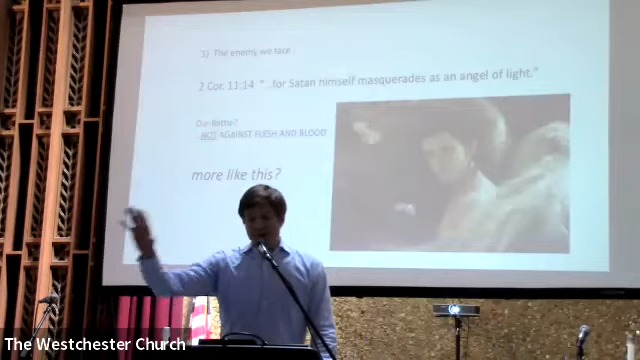 1) The enemy we face
2 Cor. 11:14 "...for Satan himself masquerades as an angel of light."
Our Battle?
NOT AGAINST FLESH AND BLOOD
more like this?
The Westchester Church